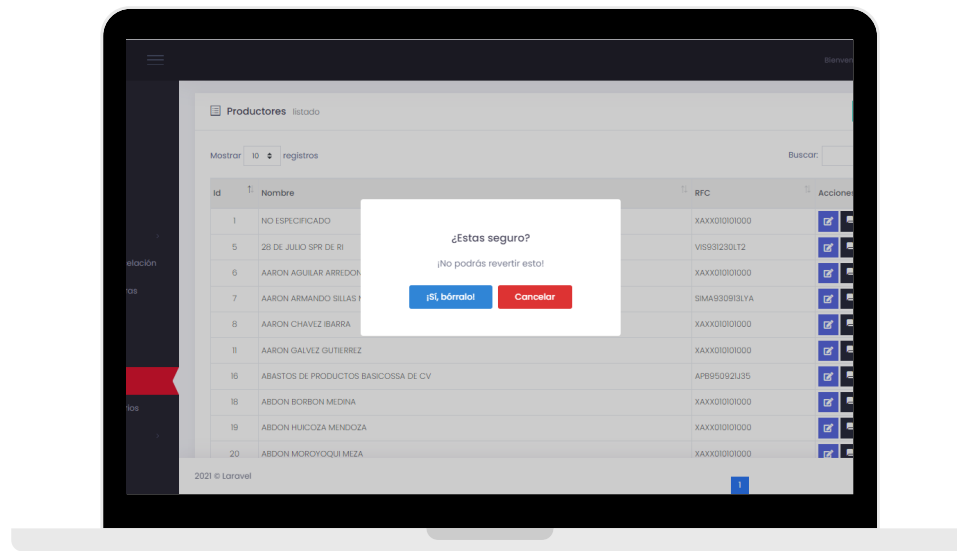 Bienven
Productores listado
Mostrar 10 registros
Buscar:
Id Nombre RFC Acciones
1 NO ESPECIFICADO XAXX010101000
5 28 DE JULIO SPR DE RI VIS931230LT2
elación
6 AARON AGUILAR ARREDON XAXX010101000
ros
7 AARON ARMANDO SILLAS SIMA930913LYA
8 AARON CHAVEZ IBARRA XAXX010101000
11 AARON GALVEZ GUTIERREZ XAXX010101000
16 ABASTOS DE PRODUCTOS BASICOSSA DE CV APB950921J35
18 ABDON BORBON MEDINA XAXX010101000
ios
19 ABDON HUICOZA MENDOZA XAXX010101000
20 ABDON MOROYOQUI MEZA XAXX010101000
¿Estas seguro?
¡No podrás revertir esto!
¡Sí, bórralo! Cancelar
2021 © Laravel
1